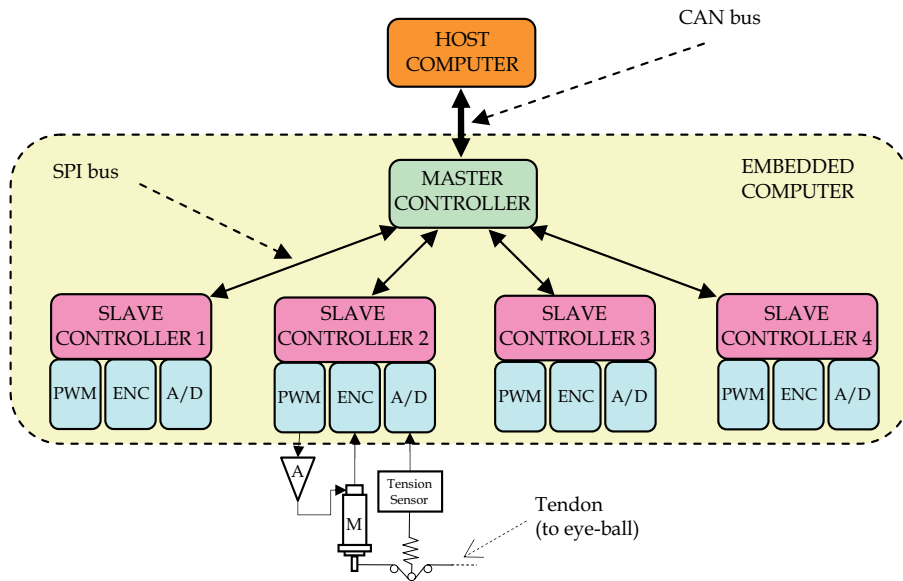 CAN bus
HOST
COMPUTER
SPI bus
MASTER
CONTROLLER
EMBEDDED
COMPUTER
SLAVE
CONTROLLER 1
SLAVE
CONTROLLER 2
SLAVE
CONTROLLER 3
SLAVE
CONTROLLER 4
PWM
ENC
A/D
PWM
ENC
A/D
PWM
ENC
A/D
PWM
ENC
A/D
A
Tension
Sensor
M
Tendon
(to eye-ball)